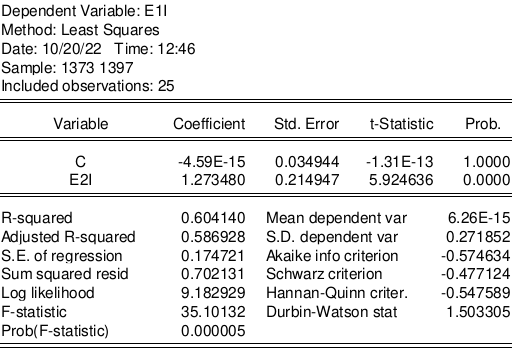 Dependent Variable: E1I
Method: Least Squares
Date: 10/20/22 Time: 12:46
Sample: 1373 1397
Included observations: 25
Variable Coefficient Std. Error t-Statistic Prob.
C -4.59E-15 0.034944 -1.31E-13 1.0000
E2I 1.273480 0.214947 5.924636 0.0000
R-squared 0.604140 Mean dependent var 6.26E-15
Adjusted R-squared 0.586928 S.D. dependent var 0.271852
S.E. of regression 0.174721 Akaike info criterion -0.574634
Sum squared resid 0.702131 Schwarz criterion -0.477124
Log likelihood 9.182929 Hannan-Quinn criter. -0.547589
F-statistic 35.10132 Durbin-Watson stat 1.503305
Prob(F-statistic) 0.000005